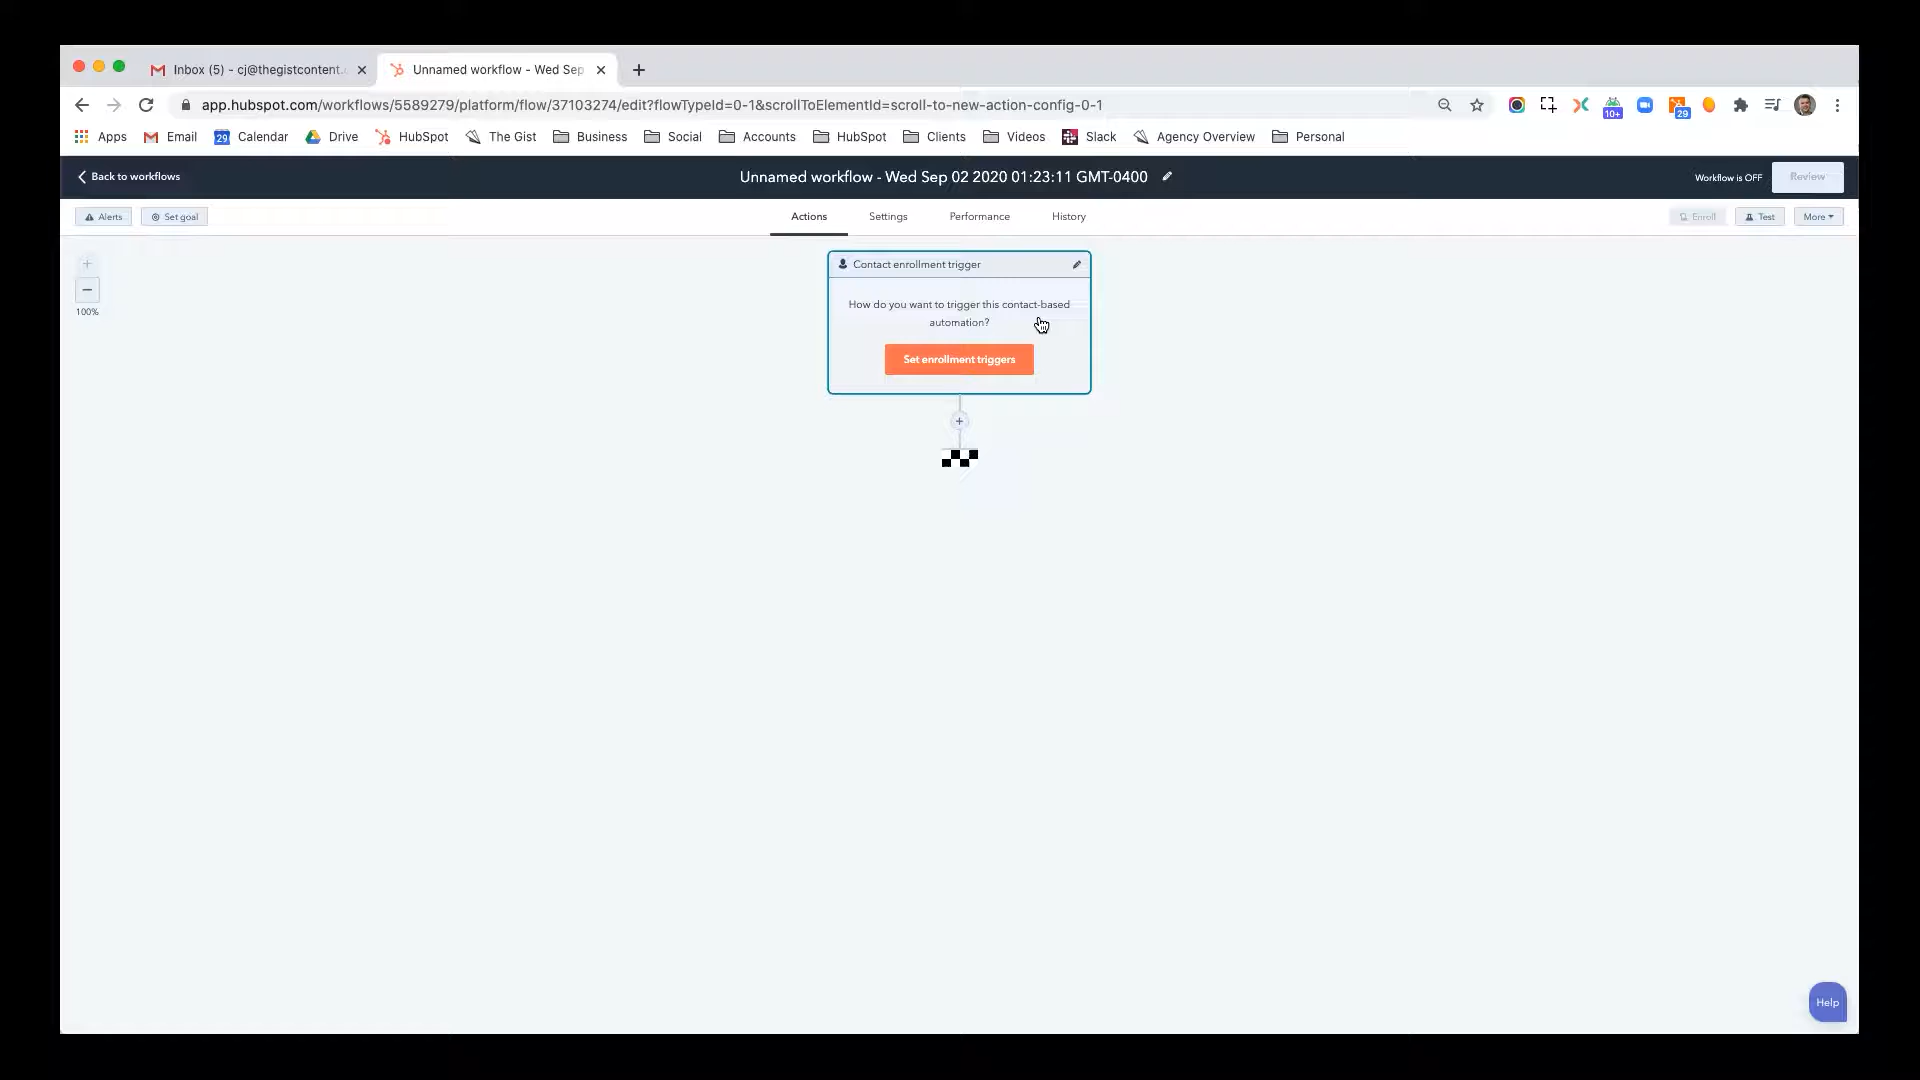 Inbox (5) - cj@thegistcontent.
Unnamed workflow - Wed Sep
app.hubspot.com/workflows/5589279/platform/flow/37103274/edit?flowTypeId=0-1&scrollToElementId=scroll-to-new-action-config-0-1
10+
29
Apps
Email
29
Calendar
Drive
HubSpot
The Gist
Business
Social
Accounts
HubSpot
Clients
Videos
Slack
Agency Overview
Personal
Back to workflows
Unnamed workflow - Wed Sep 02 2020 01:23:11 GMT-0400
Workflow is OFF
Review
Alerts
Set goal
Actions
Settings
Performance
History
Enroll
Test
More
100%
Contact enrollment trigger
How do you want to trigger this contact-based
automation?
Set enrollment triggers
Help